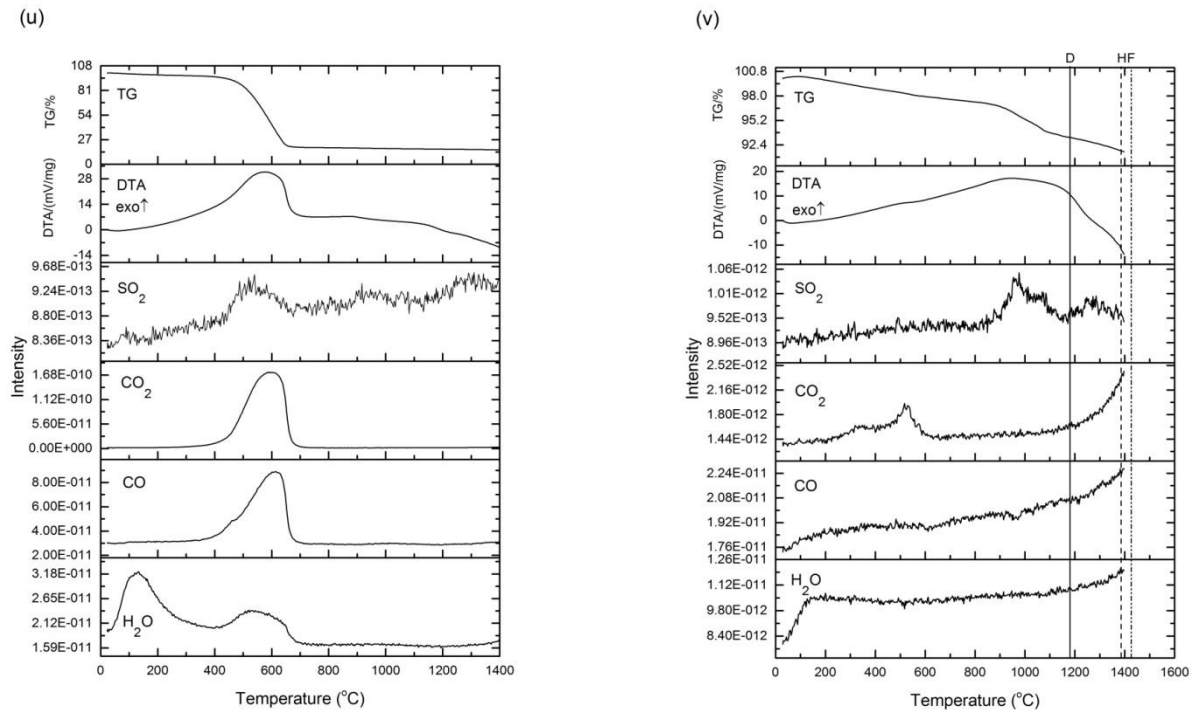 (u)
108
81
54
27
0
TG/%
TG
28
14
0
-14
DTA/(mV/mg)
DTA
exo↑
9.68E-013
9.24E-013
8.80E-013
8.36E-013
SO2
Intensity
1.68E-010
1.12E-010
5.60E-011
0.00E+000
CO2
8.00E-011
6.00E-011
4.00E-011
2.00E-011
CO
3.18E-011
2.65E-011
2.12E-011
1.59E-011
H2O
0 200 400 600 800 1000 1200 1400
Temperature (°C)
(v)
D HF
100.8
98.0
95.2
92.4
TG/%
TG
20
10
0
-10
DTA/(mV/mg)
DTA
exo↑
1.06E-012
1.01E-012
9.52E-013
8.96E-013
SO2
Intensity
2.52E-012
2.16E-012
1.80E-012
1.44E-012
CO2
2.24E-011
2.08E-011
1.92E-011
1.76E-011
CO
1.26E-011
1.12E-011
9.80E-012
8.40E-012
H2O
0 200 400 600 800 1000 1200 1400 1600
Temperature (°C)